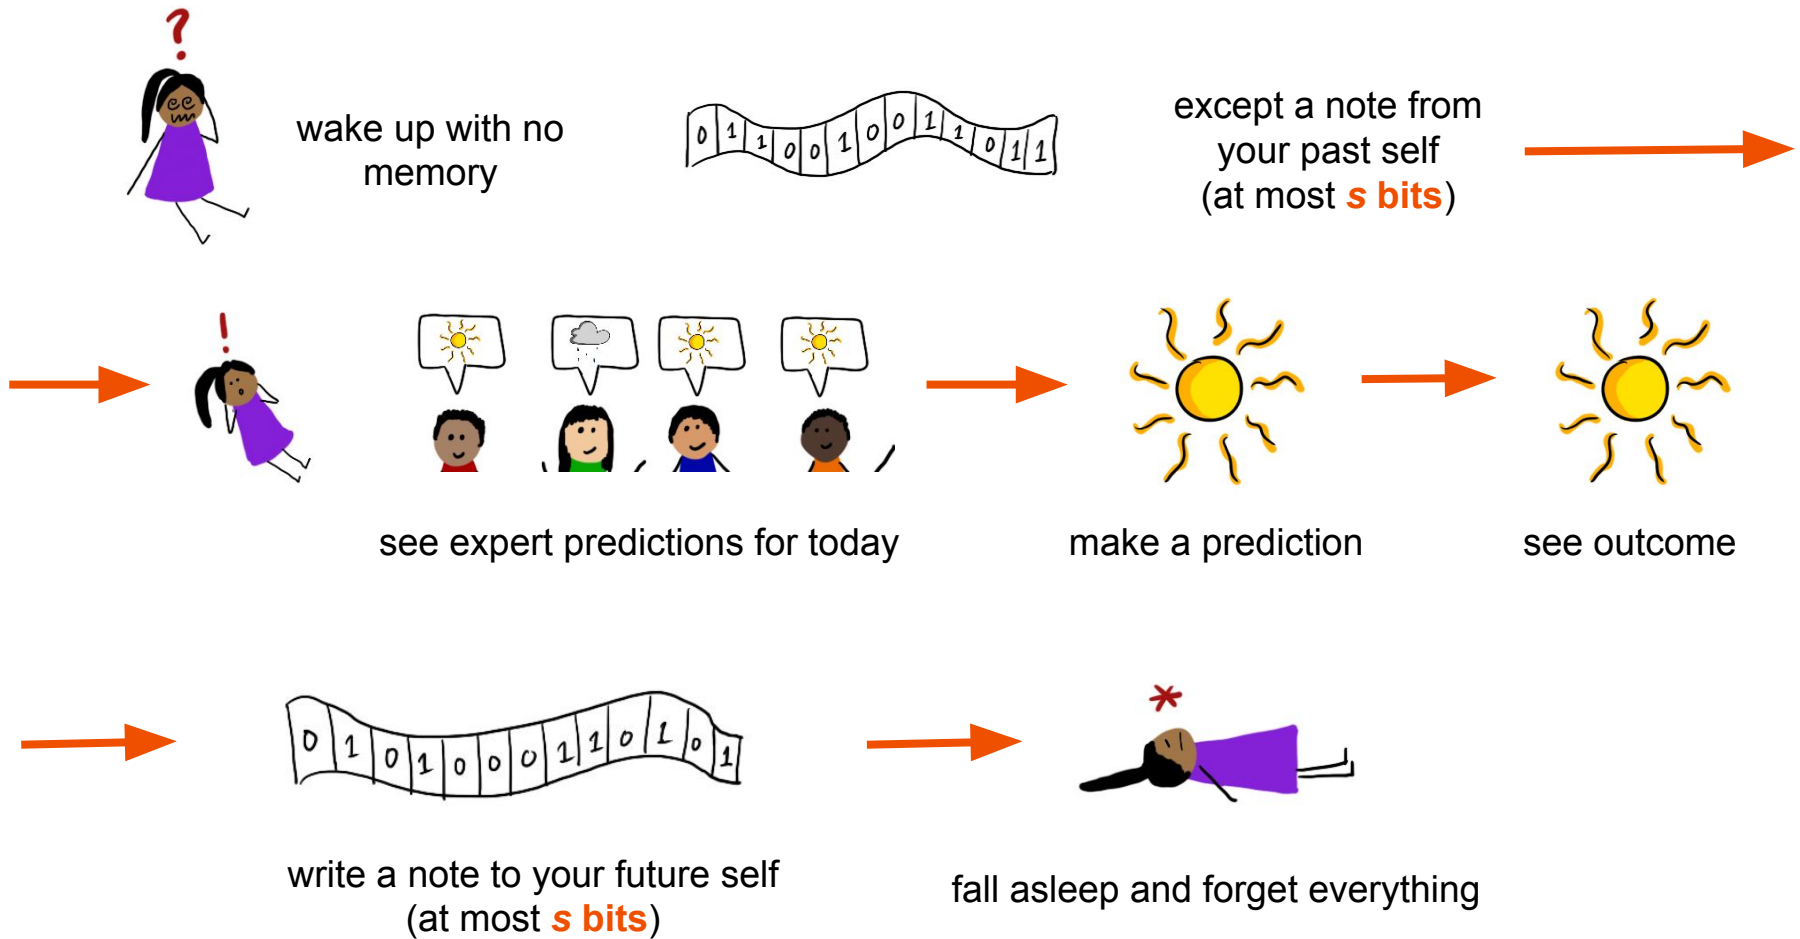 ?
wake up with no
memory
0 1 1 0 0 1 0 0 1 1 0 1 1
except a note from
your past self
(at most s bits)
!
see expert predictions for today
make a prediction
see outcome
0 1 0 1 0 0 0 1 1 0 1 0 1
write a note to your future self
(at most s bits)
*
fall asleep and forget everything